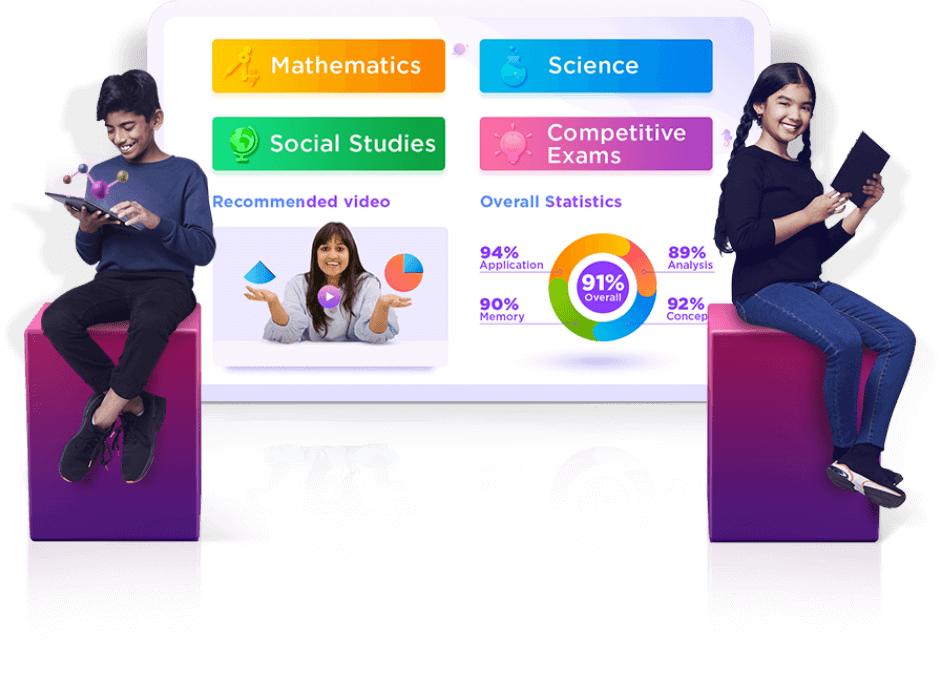 Mathematics
Science
Social Studies
Competitive
Exams
Recommended video
Overall Statistics
94%
Application
89%
Analysis
91%
Overall
90%
Memory
92%
Concep